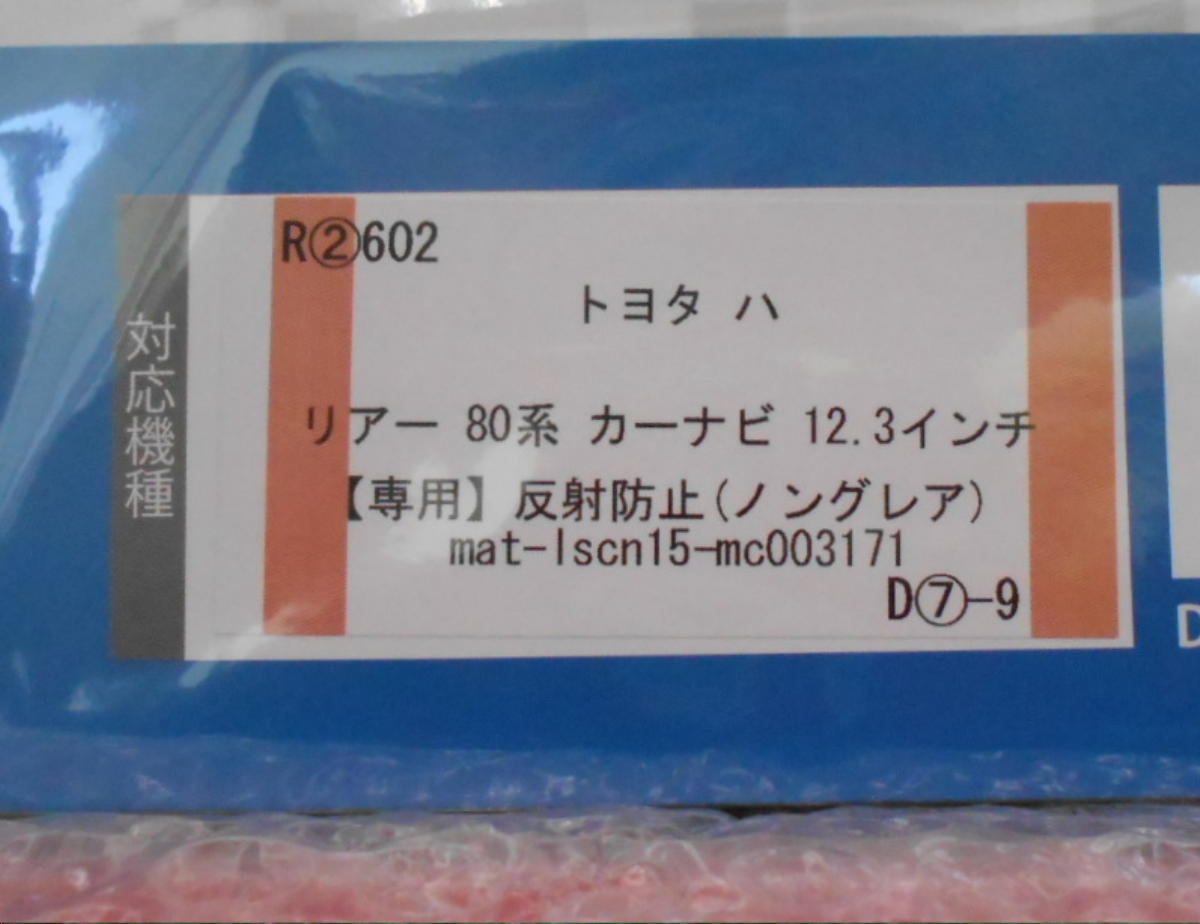 対応機種
R②602
トヨタ ハ
リアー 80系 カーナビ 12.3インチ
【専用】反射防止(ノングレア)
mat-lscn15-mc003171
D⑦-9
D